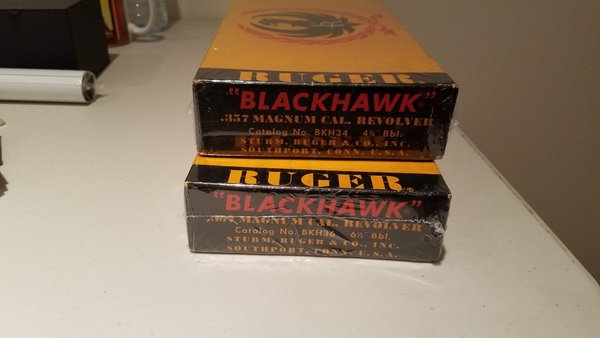 RUGER.
"BLACKHAWK"
.357 MAGNUM CAL. REVOLVER
Catalog No. BKH34 4⅝" Bbl.
STURM, RUGER & CO., INC.
SOUTHPORT, CONN. U. S. A.
RUGER.
"BLACKHAWK"
.357 MAGNUM CAL. REVOLVER
Catalog No. BKH36 6½" Bbl.
STURM, RUGER & CO., INC.
SOUTHPORT, CONN. U. S. A.